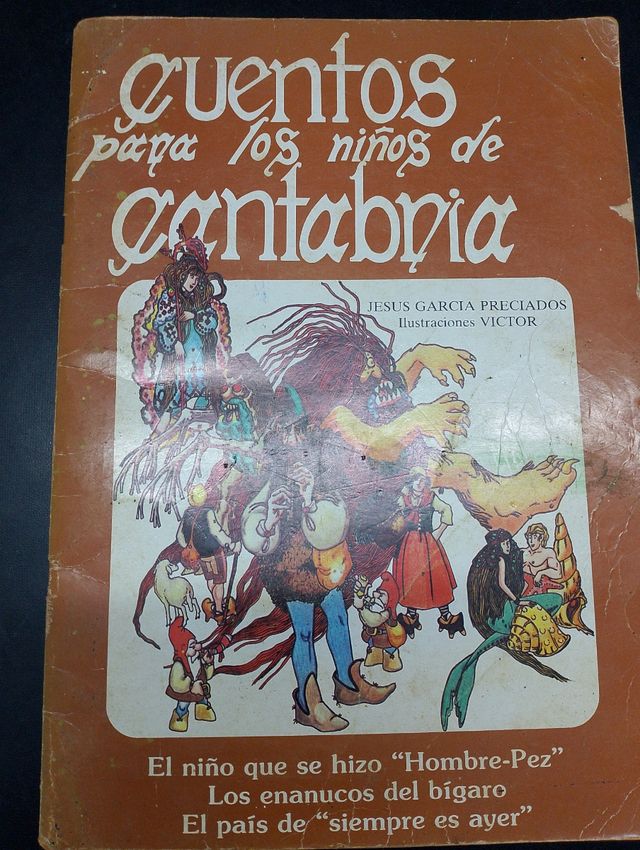 Cuentos
para los niños de
Cantabria
JESUS GARCIA PRECIADOS
Ilustraciones VICTOR
El niño que se hizo "Hombre-Pez"
Los enanucos del bígaro
El país de "siempre es ayer"